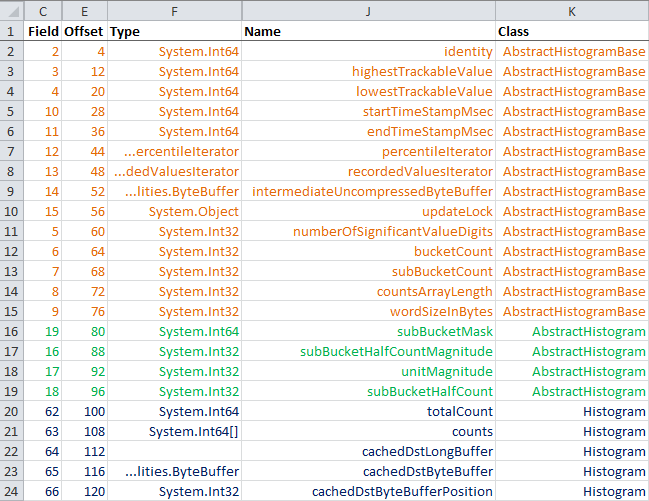 C E F J K
1 Field Offset Type Name Class
2 2 4 System.Int64 identity AbstractHistogramBase
3 3 12 System.Int64 highestTrackableValue AbstractHistogramBase
4 4 20 System.Int64 lowestTrackableValue AbstractHistogramBase
5 10 28 System.Int64 startTimeStampMsec AbstractHistogramBase
6 11 36 System.Int64 endTimeStampMsec AbstractHistogramBase
7 12 44 ...ercentileIterator percentileIterator AbstractHistogramBase
8 13 48 ...dedValuesIterator recordedValuesIterator AbstractHistogramBase
9 14 52 ...lities.ByteBuffer intermediateUncompressedByteBuffer AbstractHistogramBase
10 15 56 System.Object updateLock AbstractHistogramBase
11 5 60 System.Int32 numberOfSignificantValueDigits AbstractHistogramBase
12 6 64 System.Int32 bucketCount AbstractHistogramBase
13 7 68 System.Int32 subBucketCount AbstractHistogramBase
14 8 72 System.Int32 countsArrayLength AbstractHistogramBase
15 9 76 System.Int32 wordSizeInBytes AbstractHistogramBase
16 19 80 System.Int64 subBucketMask AbstractHistogram
17 16 88 System.Int32 subBucketHalfCountMagnitude AbstractHistogram
18 17 92 System.Int32 unitMagnitude AbstractHistogram
19 18 96 System.Int32 subBucketHalfCount AbstractHistogram
20 62 100 System.Int64 totalCount Histogram
21 63 108 System.Int64[] counts Histogram
22 64 112 cachedDstLongBuffer Histogram
23 65 116 ...lities.ByteBuffer cachedDstByteBuffer Histogram
24 66 120 System.Int32 cachedDstByteBufferPosition Histogram